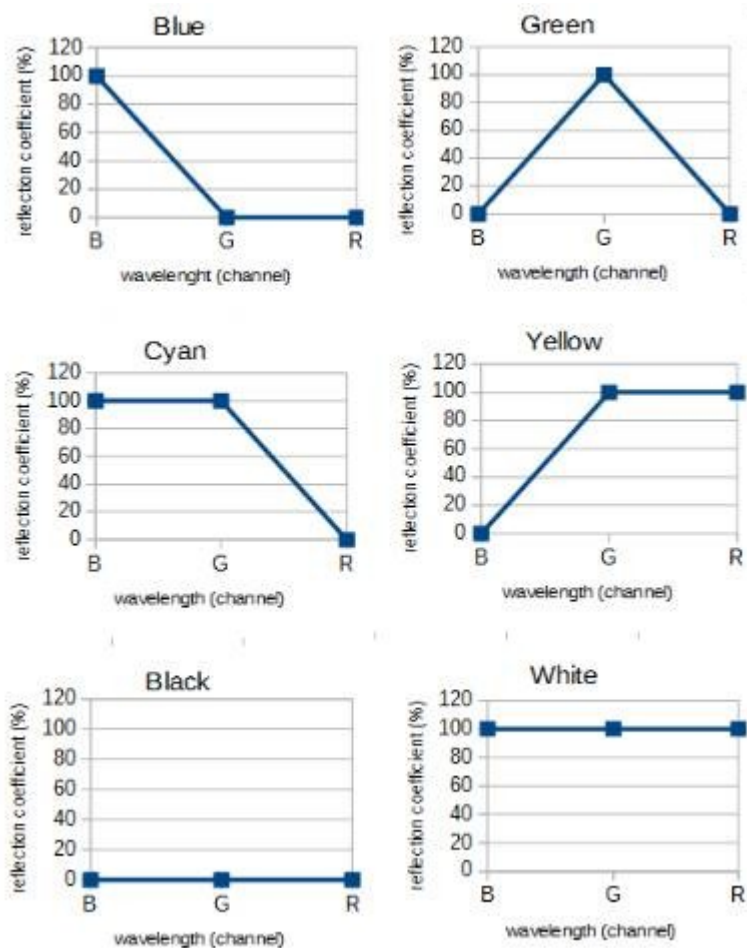 Blue
reflection coefficient (%)
120
100
80
60
40
20
0
B G R
wavelenght (channel)
Green
reflection coefficient (%)
120
100
80
60
40
20
0
B G R
wavelength (channel)
Cyan
reflection coefficient (%)
120
100
80
60
40
20
0
B G R
wavelength (channel)
Yellow
reflection coefficient (%)
120
100
80
60
40
20
0
B G R
wavelength (channel)
Black
reflection coefficient (%)
120
100
80
60
40
20
0
B G R
wavelength (channel)
White
reflection coefficient (%)
120
100
80
60
40
20
0
B G R
wavelength (channel)